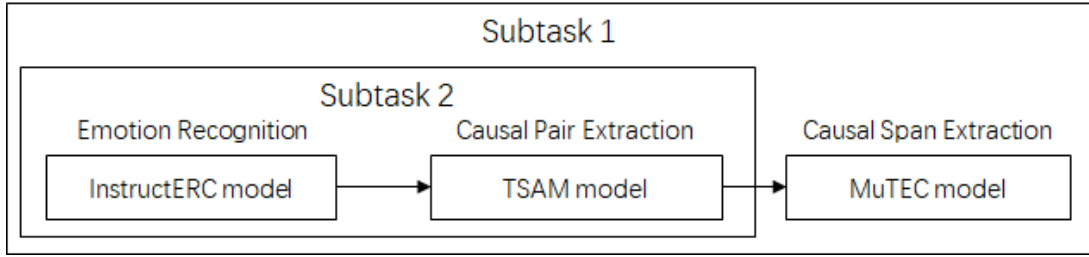 Subtask 1
Subtask 2
Emotion Recognition
Causal Pair Extraction
Causal Span Extraction
InstructERC model
TSAM model
MuTEC model